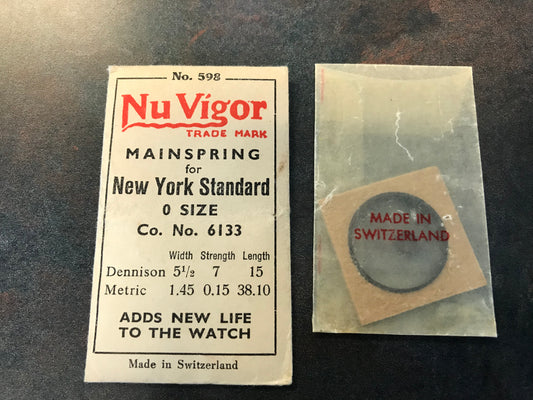 No. 598
Nu Vigor
TRADE MARK
MAINSPRING
for
New York Standard
0 SIZE
Co. No. 6133
Width Strength Length
Dennison 5½ 7 15
Metric 1.45 0.15 38.10
ADDS NEW LIFE
TO THE WATCH
Made in Switzerland
MADE IN
SWITZERLAND